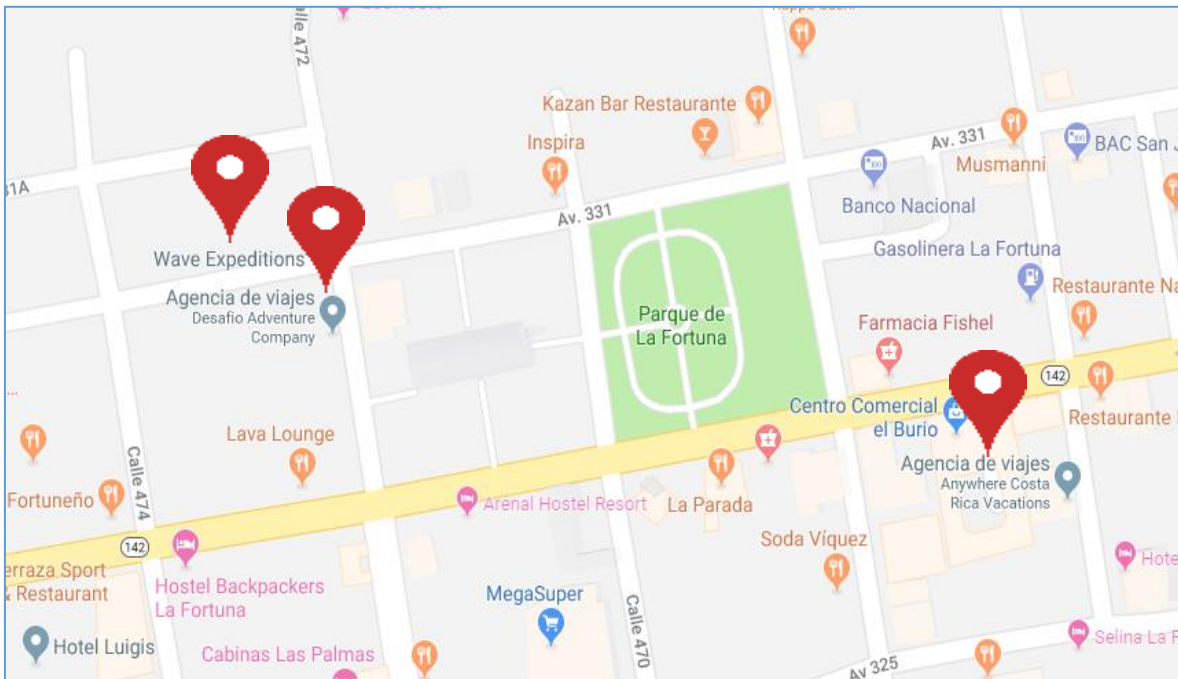 Calle 472
Kazan Bar Restaurante
Inspira
Av. 331
Musmanni
BAC San J
31A
Av. 331
Banco Nacional
Wave Expeditions
Gasolinera La Fortuna
Agencia de viajes
Desafio Adventure
Company
Restaurante Na
Parque de
La Fortuna
Farmacia Fishel
142
...
Centro Comercial
el Burio
Restaurante
Lava Lounge
Agencia de viajes
Anywhere Costa
Rica Vacations
Calle 474
Fortuneño
Arenal Hostel Resort
La Parada
142
Soda Víquez
erraza Sport
& Restaurant
Hostel Backpackers
La Fortuna
MegaSuper
Hote
Calle 470
Hotel Luigis
Cabinas Las Palmas
Selina La F
Av 325